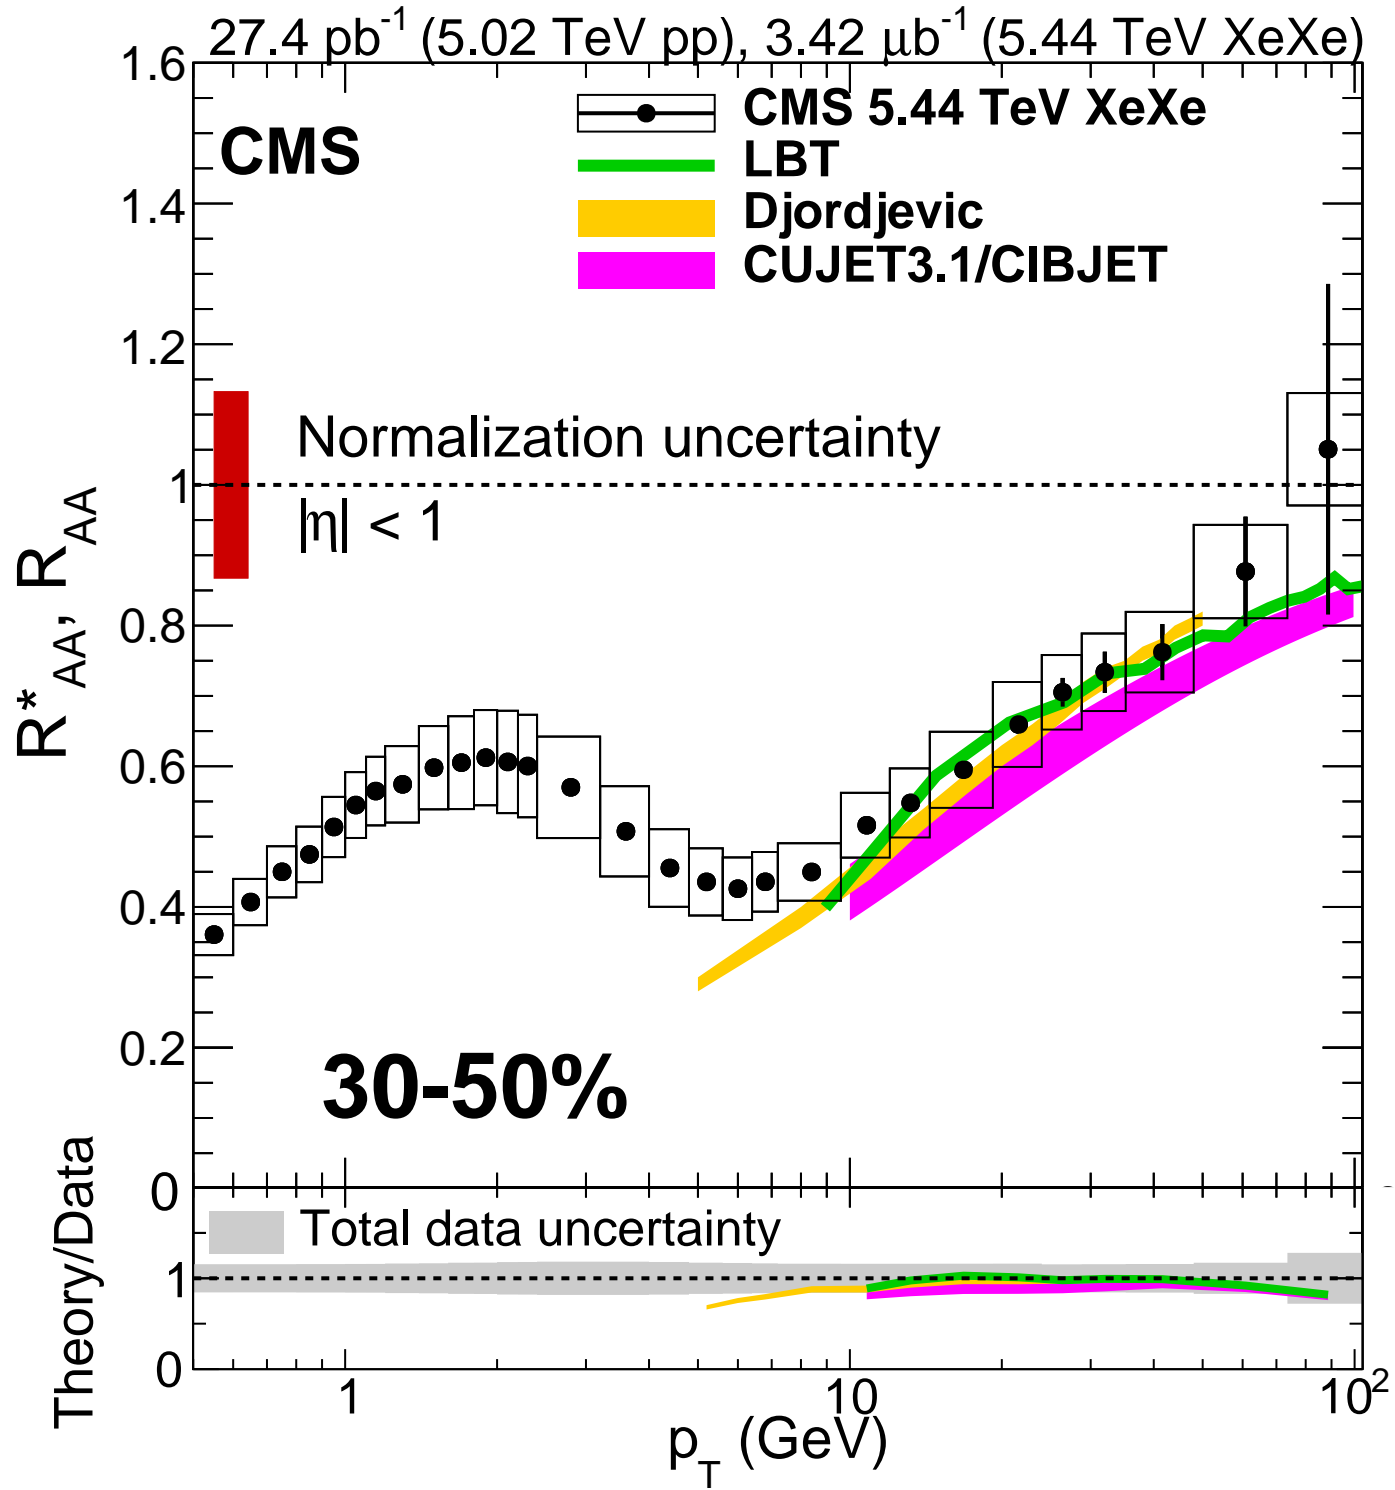 27.4 pb-1 (5.02 TeV pp), 3.42 μb-1 (5.44 TeV XeXe)
1.6
CMS
CMS 5.44 TeV XeXe
LBT
Djordjevic
CUJET3.1/CIBJET
1.4
1.2
Normalization uncertainty
1
|η| < 1
R*AA, RAA
0.8
0.6
0.4
0.2
30-50%
0
Theory/Data
Total data uncertainty
1
0
1
10
10²
pT (GeV)